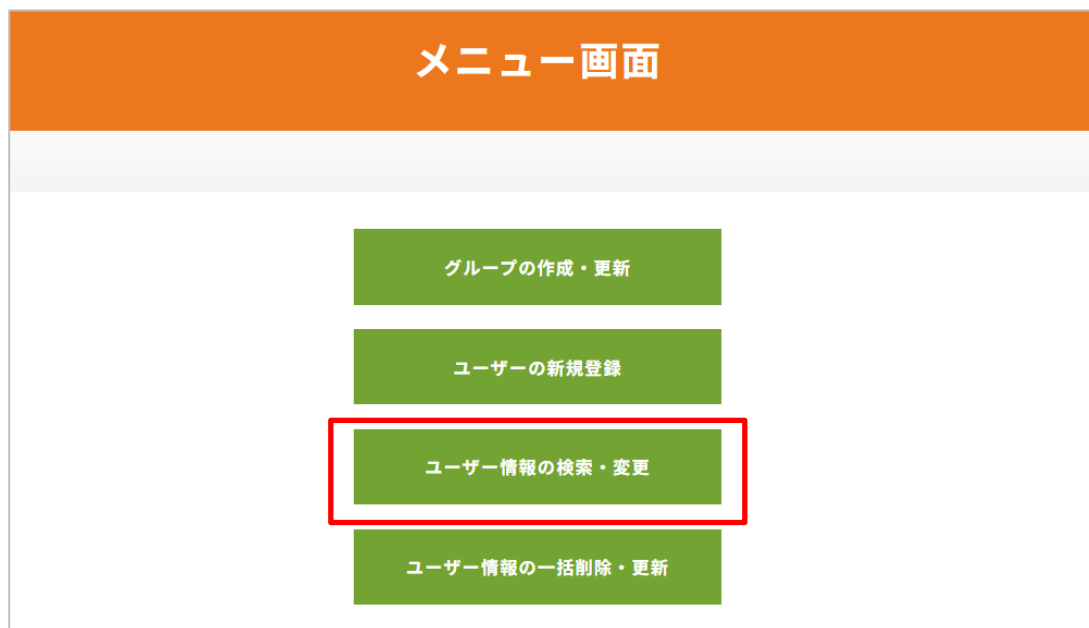 メニュー画面
グループの作成・更新
ユーザーの新規登録
ユーザー情報の検索・変更
ユーザー情報の一括削除・更新